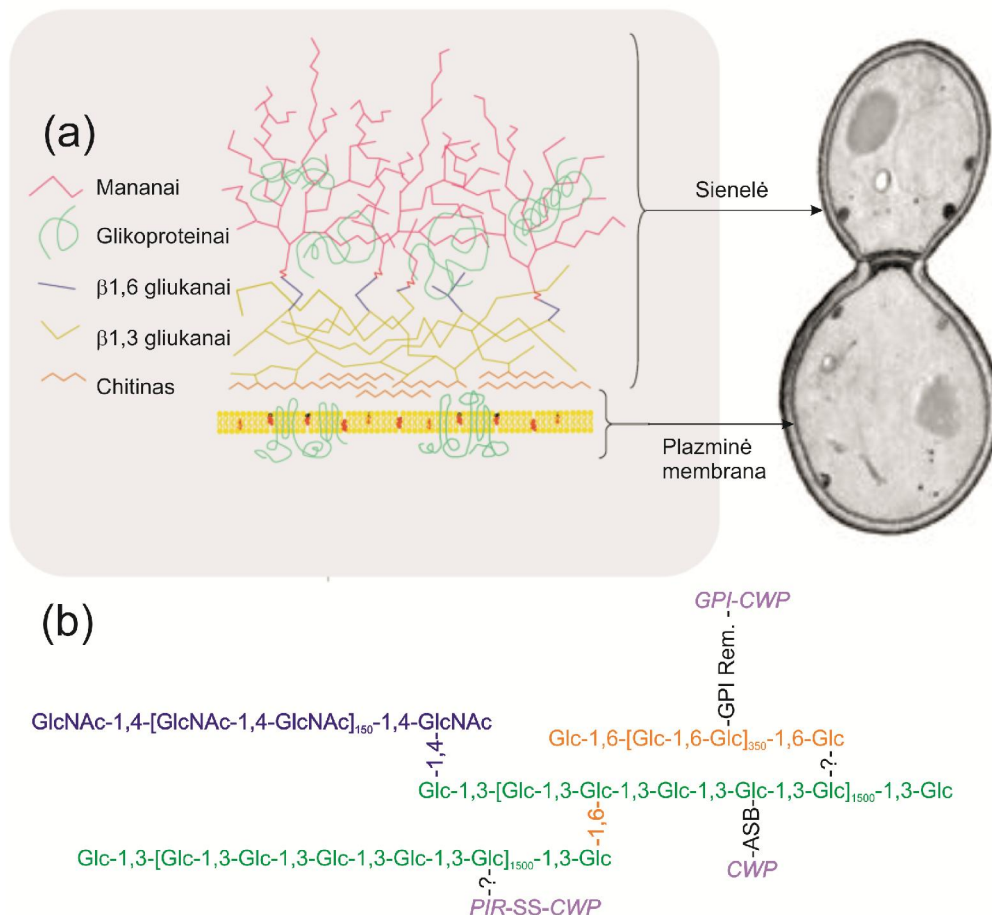 (a)
Mananai
Glikoproteinai
β1,6 gliukanai
β1,3 gliukanai
Chitinas
Sienelė
Plazminė
membrana
(b)
GPI-CWP
-GPI Rem.-
GlcNAc-1,4-[GlcNAc-1,4-GlcNAc]150-1,4-GlcNAc
-1,4-
Glc-1,6-[Glc-1,6-Glc]350-1,6-Glc
-?-
Glc-1,3-[Glc-1,3-Glc-1,3-Glc-1,3-Glc-1,3-Glc]1500-1,3-Glc
-1,6-
-ASB-
CWP
Glc-1,3-[Glc-1,3-Glc-1,3-Glc-1,3-Glc-1,3-Glc]1500-1,3-Glc
-?-
PIR-SS-CWP